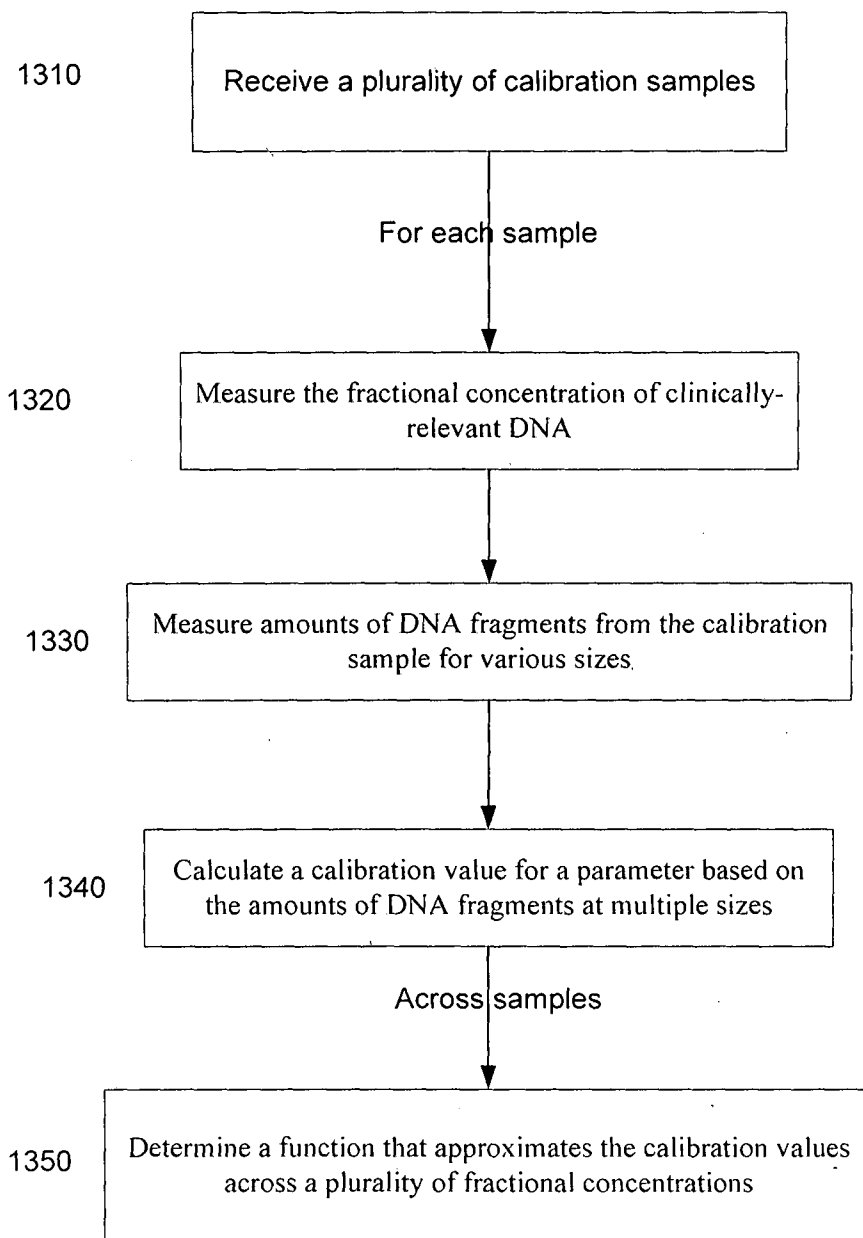 1310
Receive a plurality of calibration samples
For each sample
1320
Measure the fractional concentration of clinically-
relevant DNA
1330
Measure amounts of DNA fragments from the calibration
sample for various sizes
1340
Calculate a calibration value for a parameter based on
the amounts of DNA fragments at multiple sizes
Across samples
1350
Determine a function that approximates the calibration values
across a plurality of fractional concentrations